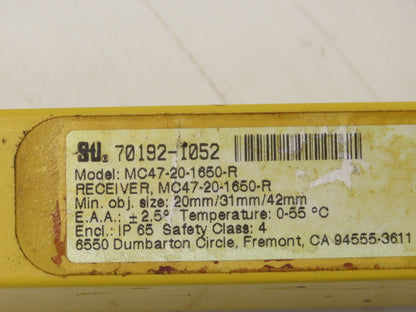 STI. 70192-1052
Model: MC47-20-1650-R
RECEIVER, MC47-20-1650-R
Min. obj. size: 20mm/31mm/42mm
E.A.A.: ± 2.5° Temperature: 0-55 °C
Encl.: IP 65 Safety Class: 4
6550 Dumbarton Circle, Fremont, CA 94555-3611